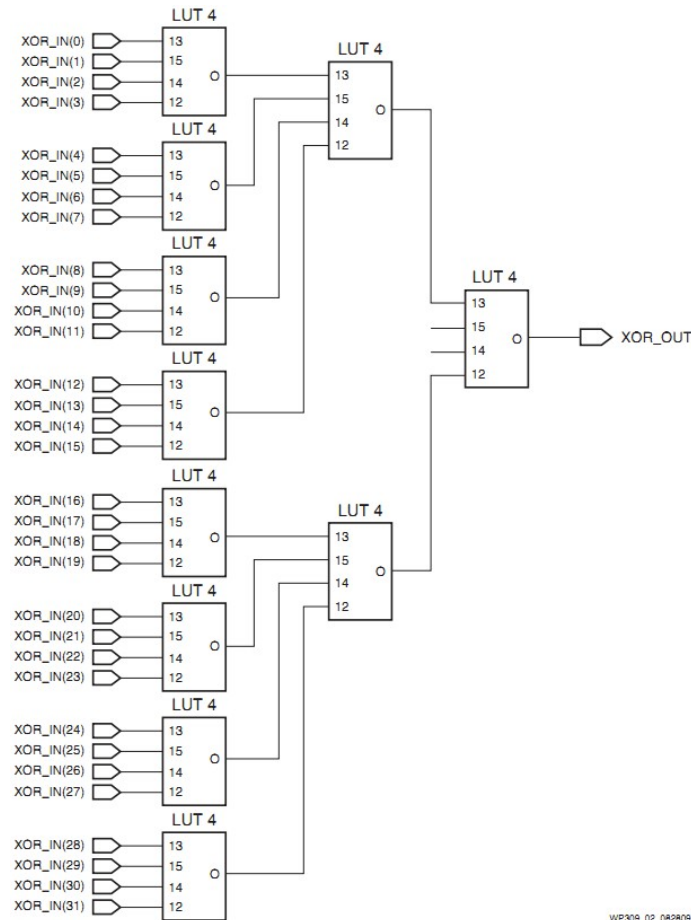 LUT 4
XOR_IN(0) 13
XOR_IN(1) 15
XOR_IN(2) 14
XOR_IN(3) 12
O
LUT 4
13
15
14
12
O
LUT 4
XOR_IN(4) 13
XOR_IN(5) 15
XOR_IN(6) 14
XOR_IN(7) 12
O
LUT 4
XOR_IN(8) 13
XOR_IN(9) 15
XOR_IN(10) 14
XOR_IN(11) 12
O
LUT 4
13
15
14
12
O
XOR_OUT
LUT 4
XOR_IN(12) 13
XOR_IN(13) 15
XOR_IN(14) 14
XOR_IN(15) 12
O
LUT 4
XOR_IN(16) 13
XOR_IN(17) 15
XOR_IN(18) 14
XOR_IN(19) 12
O
LUT 4
13
15
14
12
O
LUT 4
XOR_IN(20) 13
XOR_IN(21) 15
XOR_IN(22) 14
XOR_IN(23) 12
O
LUT 4
XOR_IN(24) 13
XOR_IN(25) 15
XOR_IN(26) 14
XOR_IN(27) 12
O
LUT 4
XOR_IN(28) 13
XOR_IN(29) 15
XOR_IN(30) 14
XOR_IN(31) 12
O
WP309_02_082809